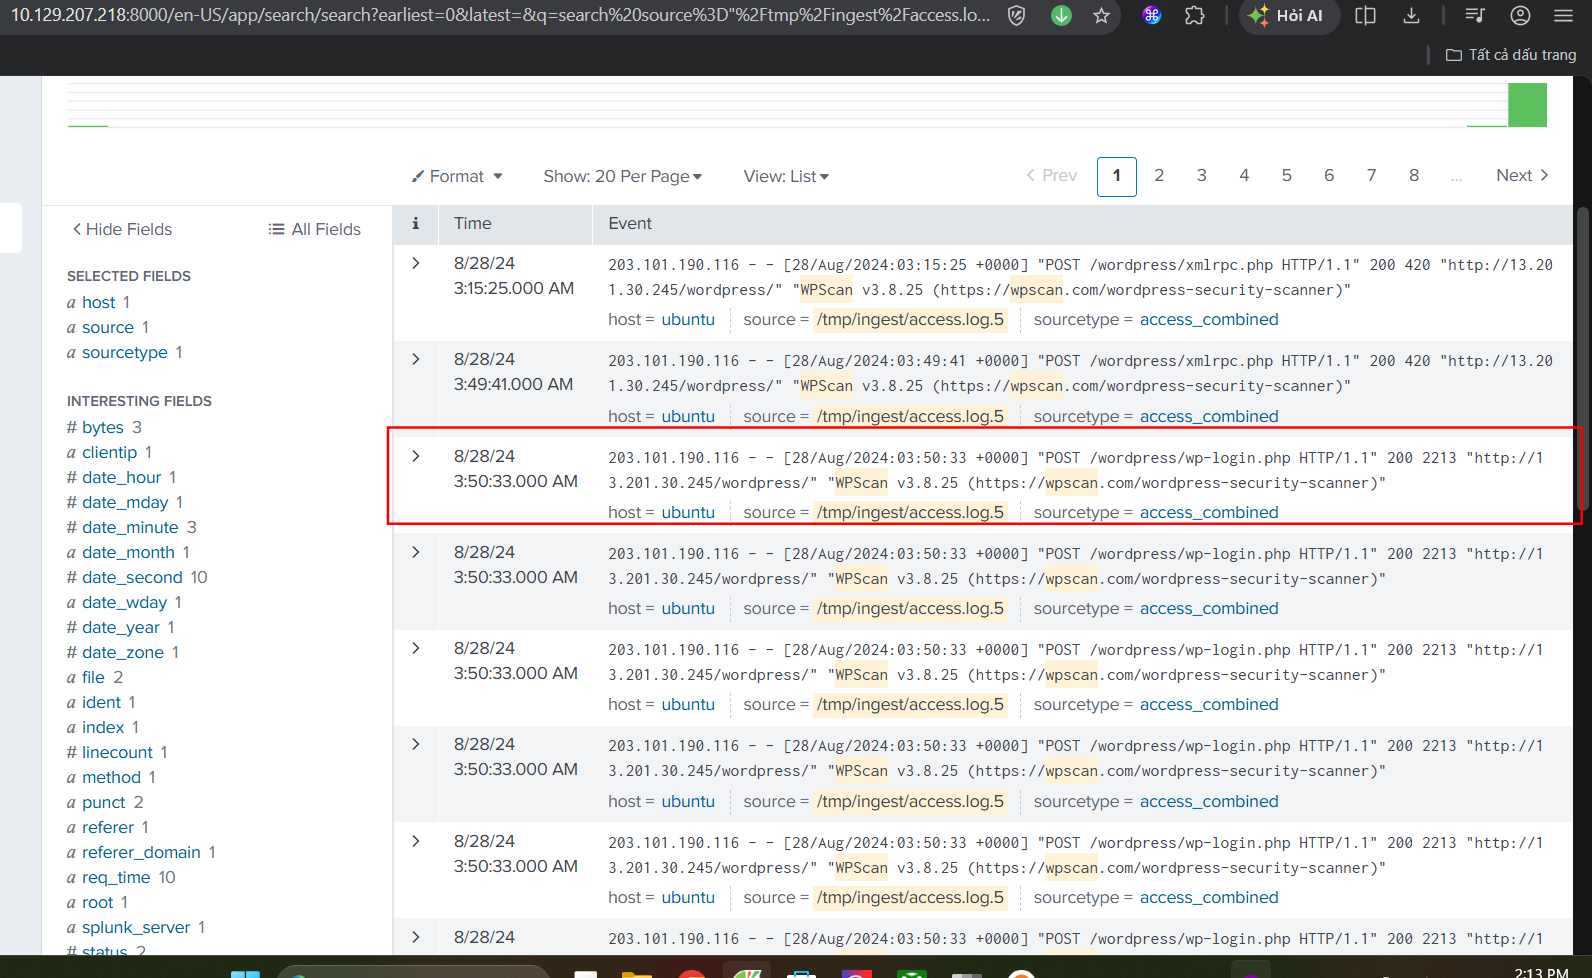 10.129.207.218:8000/en-US/app/search/search?earliest=0&latest=&q=search%20source%3D"%2Ftmp%2Fingest%2Faccess.lo...
Hỏi AI
Tất cả dấu trang
Format
Show: 20 Per Page
View: List
Prev
1
2
3
4
5
6
7
8
...
Next
Hide Fields
All Fields
i
Time
Event
SELECTED FIELDS
a host 1
a source 1
a sourcetype 1
INTERESTING FIELDS
# bytes 3
a clientip 1
# date_hour 1
# date_mday 1
# date_minute 3
a date_month 1
# date_second 10
a date_wday 1
# date_year 1
# date_zone 1
a file 2
a ident 1
a index 1
# linecount 1
a method 1
a punct 2
a referer 1
a referer_domain 1
a req_time 10
a root 1
a splunk_server 1
# status 2
8/28/24
3:15:25.000 AM
203.101.190.116 - - [28/Aug/2024:03:15:25 +0000] "POST /wordpress/xmlrpc.php HTTP/1.1" 200 420 "http://13.20
1.30.245/wordpress/" "WPScan v3.8.25 (https://wpscan.com/wordpress-security-scanner)"
host = ubuntu source = /tmp/ingest/access.log.5 sourcetype = access_combined
8/28/24
3:49:41.000 AM
203.101.190.116 - - [28/Aug/2024:03:49:41 +0000] "POST /wordpress/xmlrpc.php HTTP/1.1" 200 420 "http://13.20
1.30.245/wordpress/" "WPScan v3.8.25 (https://wpscan.com/wordpress-security-scanner)"
host = ubuntu source = /tmp/ingest/access.log.5 sourcetype = access_combined
8/28/24
3:50:33.000 AM
203.101.190.116 - - [28/Aug/2024:03:50:33 +0000] "POST /wordpress/wp-login.php HTTP/1.1" 200 2213 "http://1
3.201.30.245/wordpress/" "WPScan v3.8.25 (https://wpscan.com/wordpress-security-scanner)"
host = ubuntu source = /tmp/ingest/access.log.5 sourcetype = access_combined
8/28/24
3:50:33.000 AM
203.101.190.116 - - [28/Aug/2024:03:50:33 +0000] "POST /wordpress/wp-login.php HTTP/1.1" 200 2213 "http://1
3.201.30.245/wordpress/" "WPScan v3.8.25 (https://wpscan.com/wordpress-security-scanner)"
host = ubuntu source = /tmp/ingest/access.log.5 sourcetype = access_combined
8/28/24
3:50:33.000 AM
203.101.190.116 - - [28/Aug/2024:03:50:33 +0000] "POST /wordpress/wp-login.php HTTP/1.1" 200 2213 "http://1
3.201.30.245/wordpress/" "WPScan v3.8.25 (https://wpscan.com/wordpress-security-scanner)"
host = ubuntu source = /tmp/ingest/access.log.5 sourcetype = access_combined
8/28/24
3:50:33.000 AM
203.101.190.116 - - [28/Aug/2024:03:50:33 +0000] "POST /wordpress/wp-login.php HTTP/1.1" 200 2213 "http://1
3.201.30.245/wordpress/" "WPScan v3.8.25 (https://wpscan.com/wordpress-security-scanner)"
host = ubuntu source = /tmp/ingest/access.log.5 sourcetype = access_combined
8/28/24
3:50:33.000 AM
203.101.190.116 - - [28/Aug/2024:03:50:33 +0000] "POST /wordpress/wp-login.php HTTP/1.1" 200 2213 "http://1
3.201.30.245/wordpress/" "WPScan v3.8.25 (https://wpscan.com/wordpress-security-scanner)"
host = ubuntu source = /tmp/ingest/access.log.5 sourcetype = access_combined
8/28/24
203.101.190.116 - - [28/Aug/2024:03:50:33 +0000] "POST /wordpress/wp-login.php HTTP/1.1" 200 2213 "http://1
2:13 PM